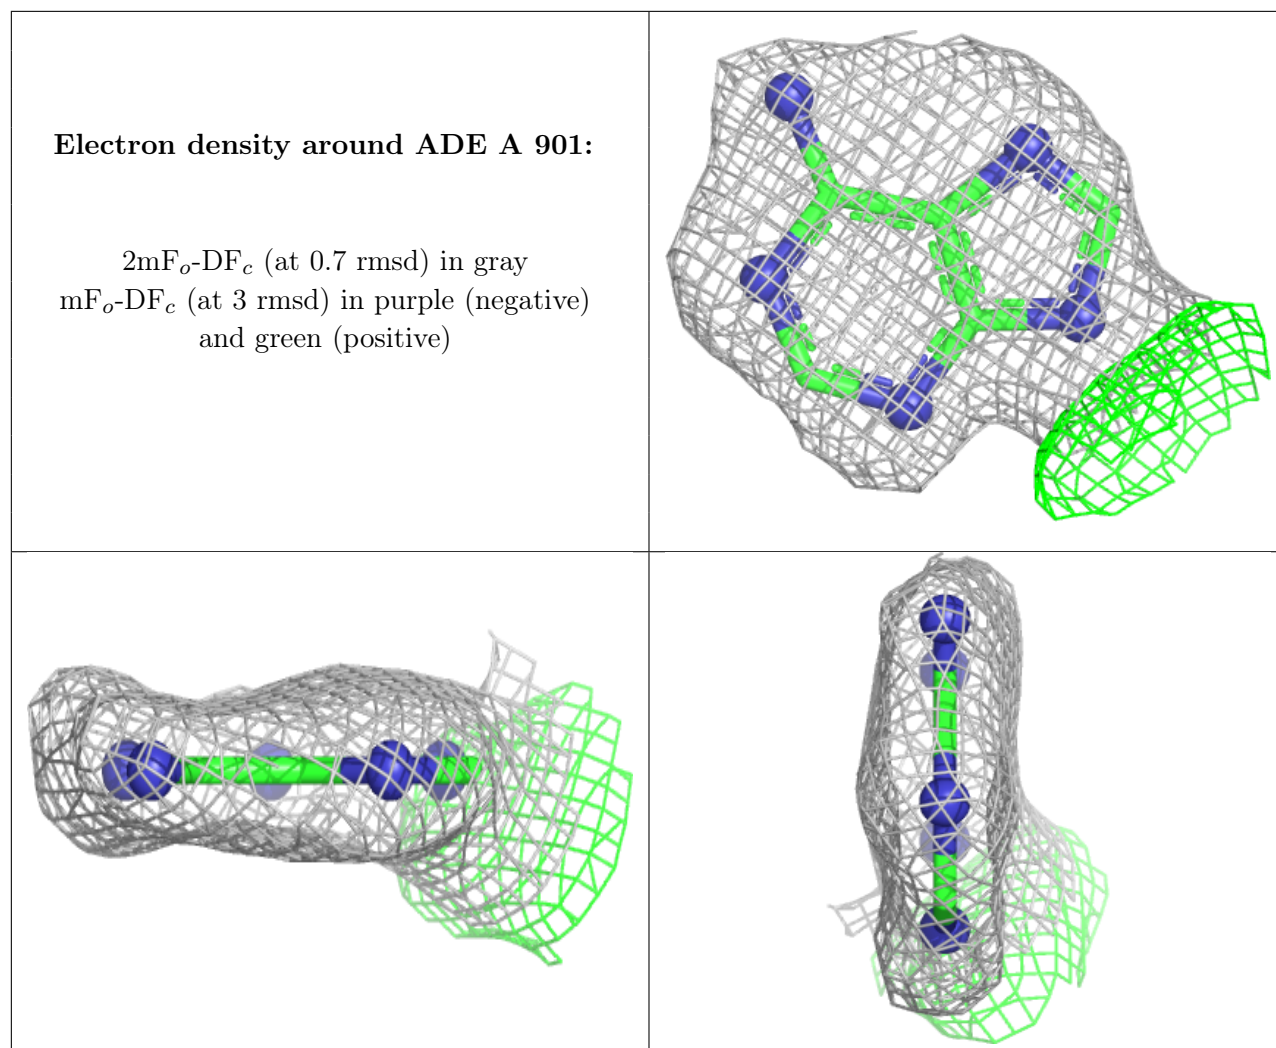 Electron density around ADE A 901:
2mFo-DFc (at 0.7 rmsd) in gray
mFo-DFc (at 3 rmsd) in purple (negative)
and green (positive)